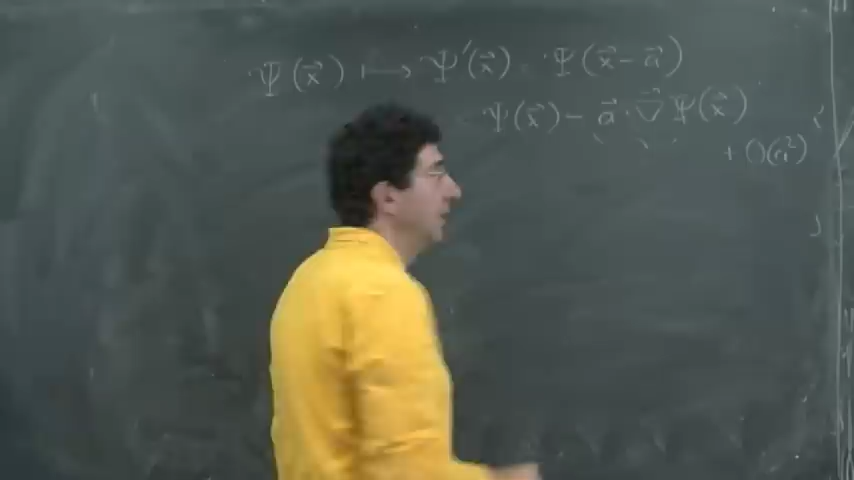 Ψ(x⃗) ⟼ Ψ′(x⃗) = Ψ(x⃗−a⃗)
= Ψ(x⃗) − a⃗·∇⃗ Ψ(x⃗)
+ O(a²)